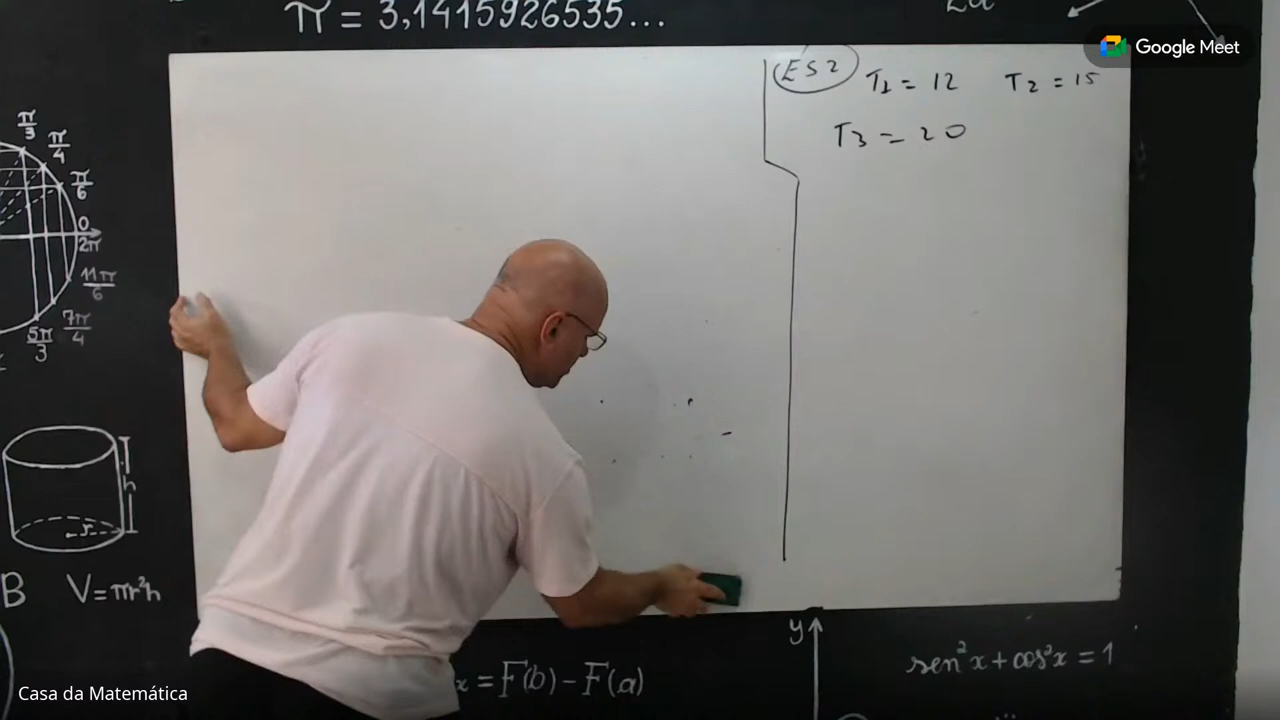 π = 3,1415926535...
2a
Google Meet
ES2 T1 = 12 T2 = 15
T3 = 20
π/3
π/4
π/6
0
2π
11π/6
7π/4
5π/3
h
r
B V=πr²h
x = F(b) - F(a)
y
sen²x + cos²x = 1
Casa da Matemática